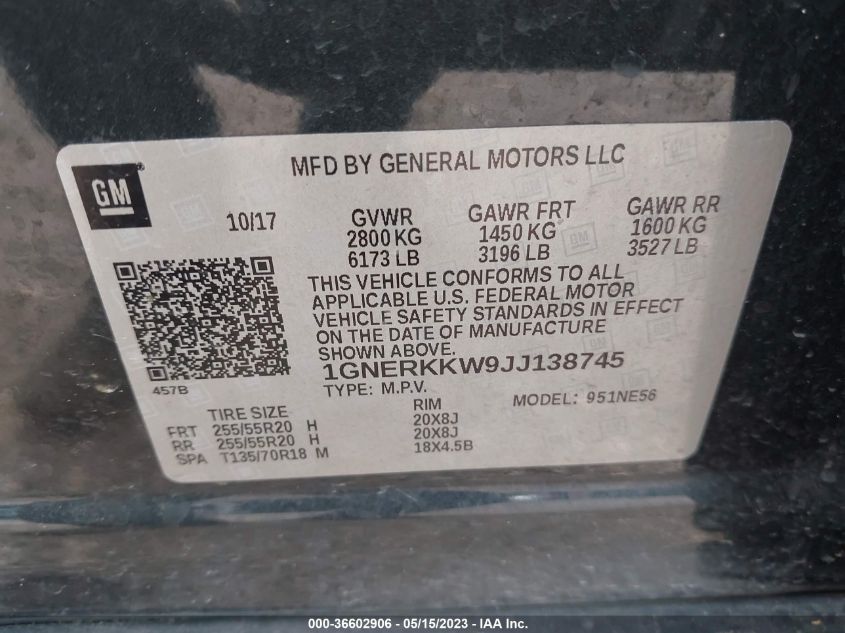 GM
MFD BY GENERAL MOTORS LLC
10/17
GVWR
2800 KG
6173 LB
GAWR FRT
1450 KG
3196 LB
GAWR RR
1600 KG
3527 LB
THIS VEHICLE CONFORMS TO ALL
APPLICABLE U.S. FEDERAL MOTOR
VEHICLE SAFETY STANDARDS IN EFFECT
ON THE DATE OF MANUFACTURE
SHOWN ABOVE.
1GNERKKW9JJ138745
457B
TYPE: M.P.V.
MODEL: 951NE56
TIRE SIZE
RIM
FRT 255/55R20 H 20X8J
RR 255/55R20 H 20X8J
SPA T135/70R18 M 18X4.5B
000-36602906 - 05/15/2023 - IAAI.com